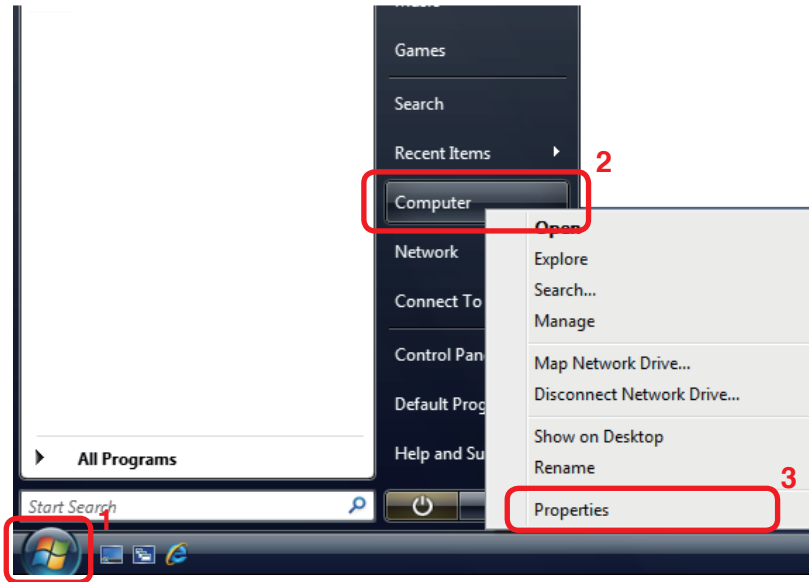 Games
Search
Recent Items
2
Computer
Open
Network
Explore
Search...
Connect To
Manage
Control Pan
Map Network Drive...
Default Prog
Disconnect Network Drive...
Show on Desktop
All Programs
Help and Su
Rename
3
Start Search
Properties
1